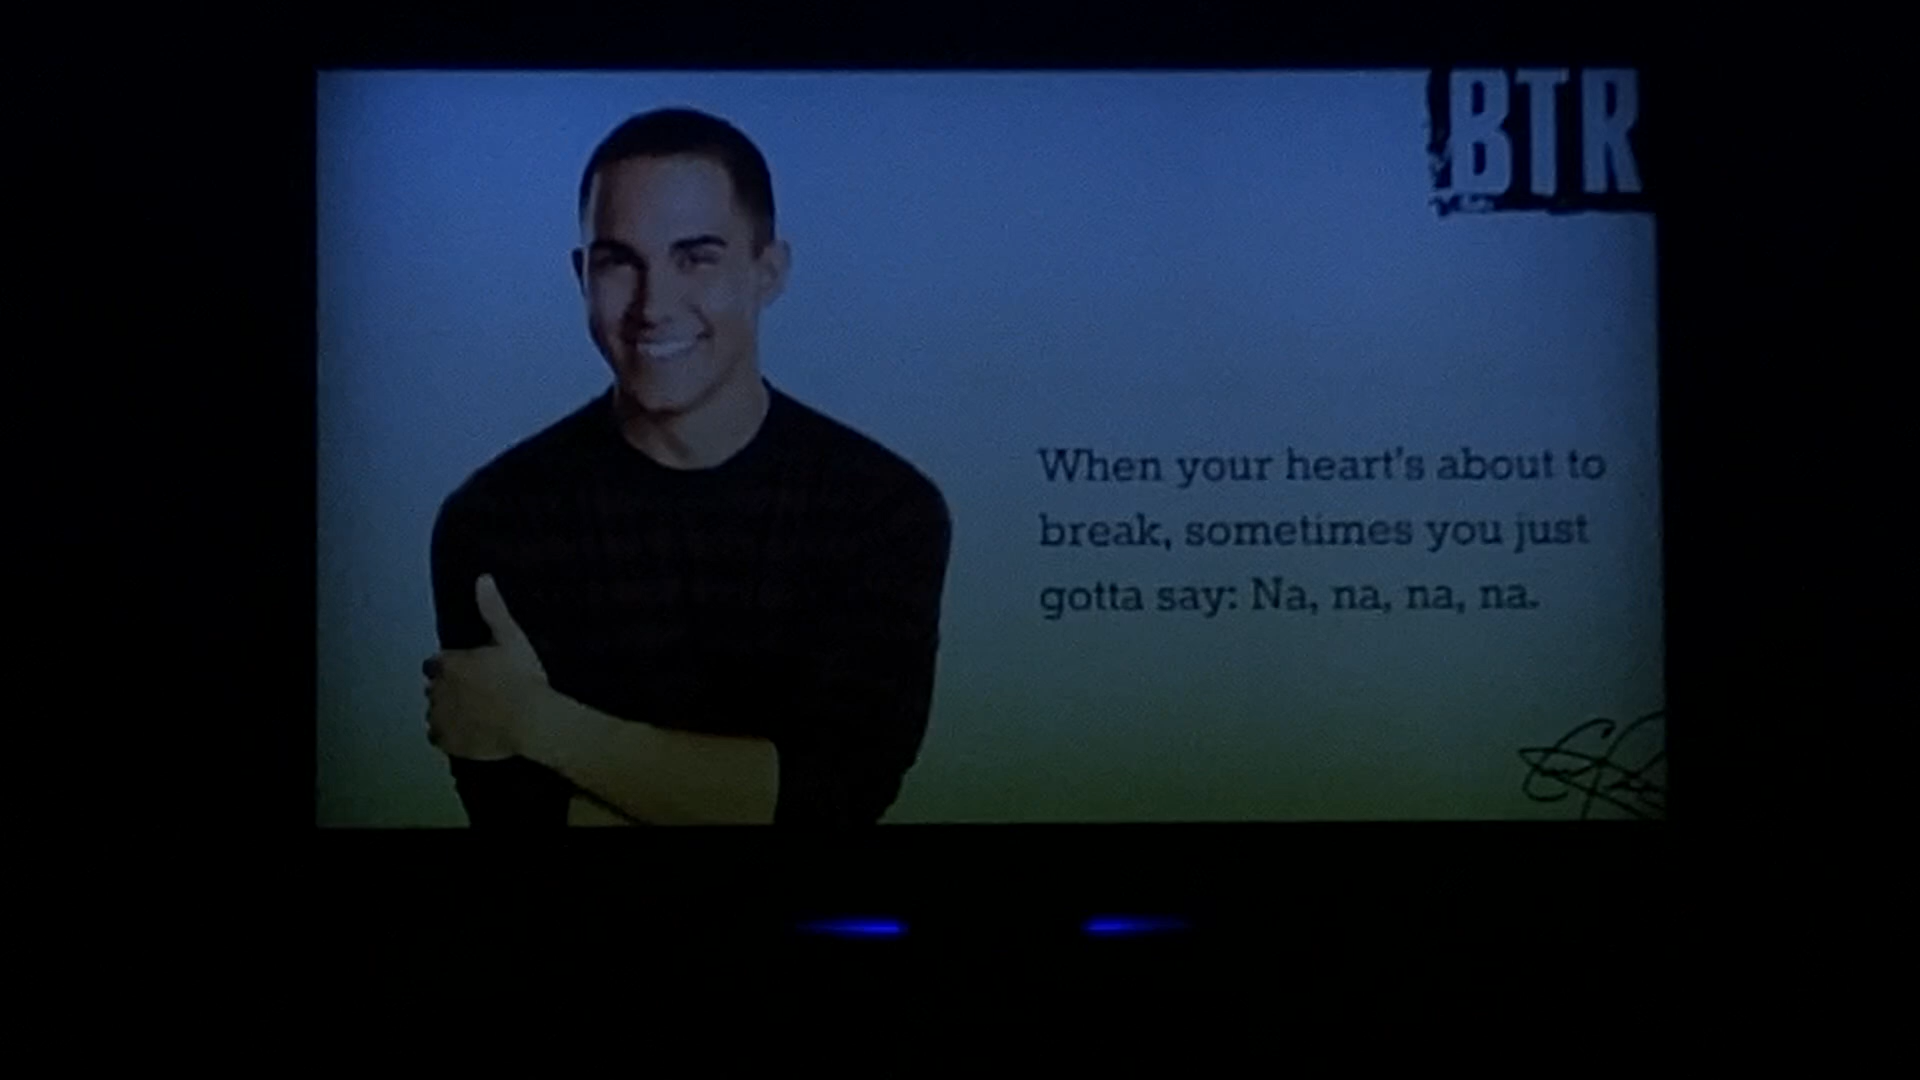 BTR
When your heart's about to
break, sometimes you just
gotta say: Na, na, na, na.